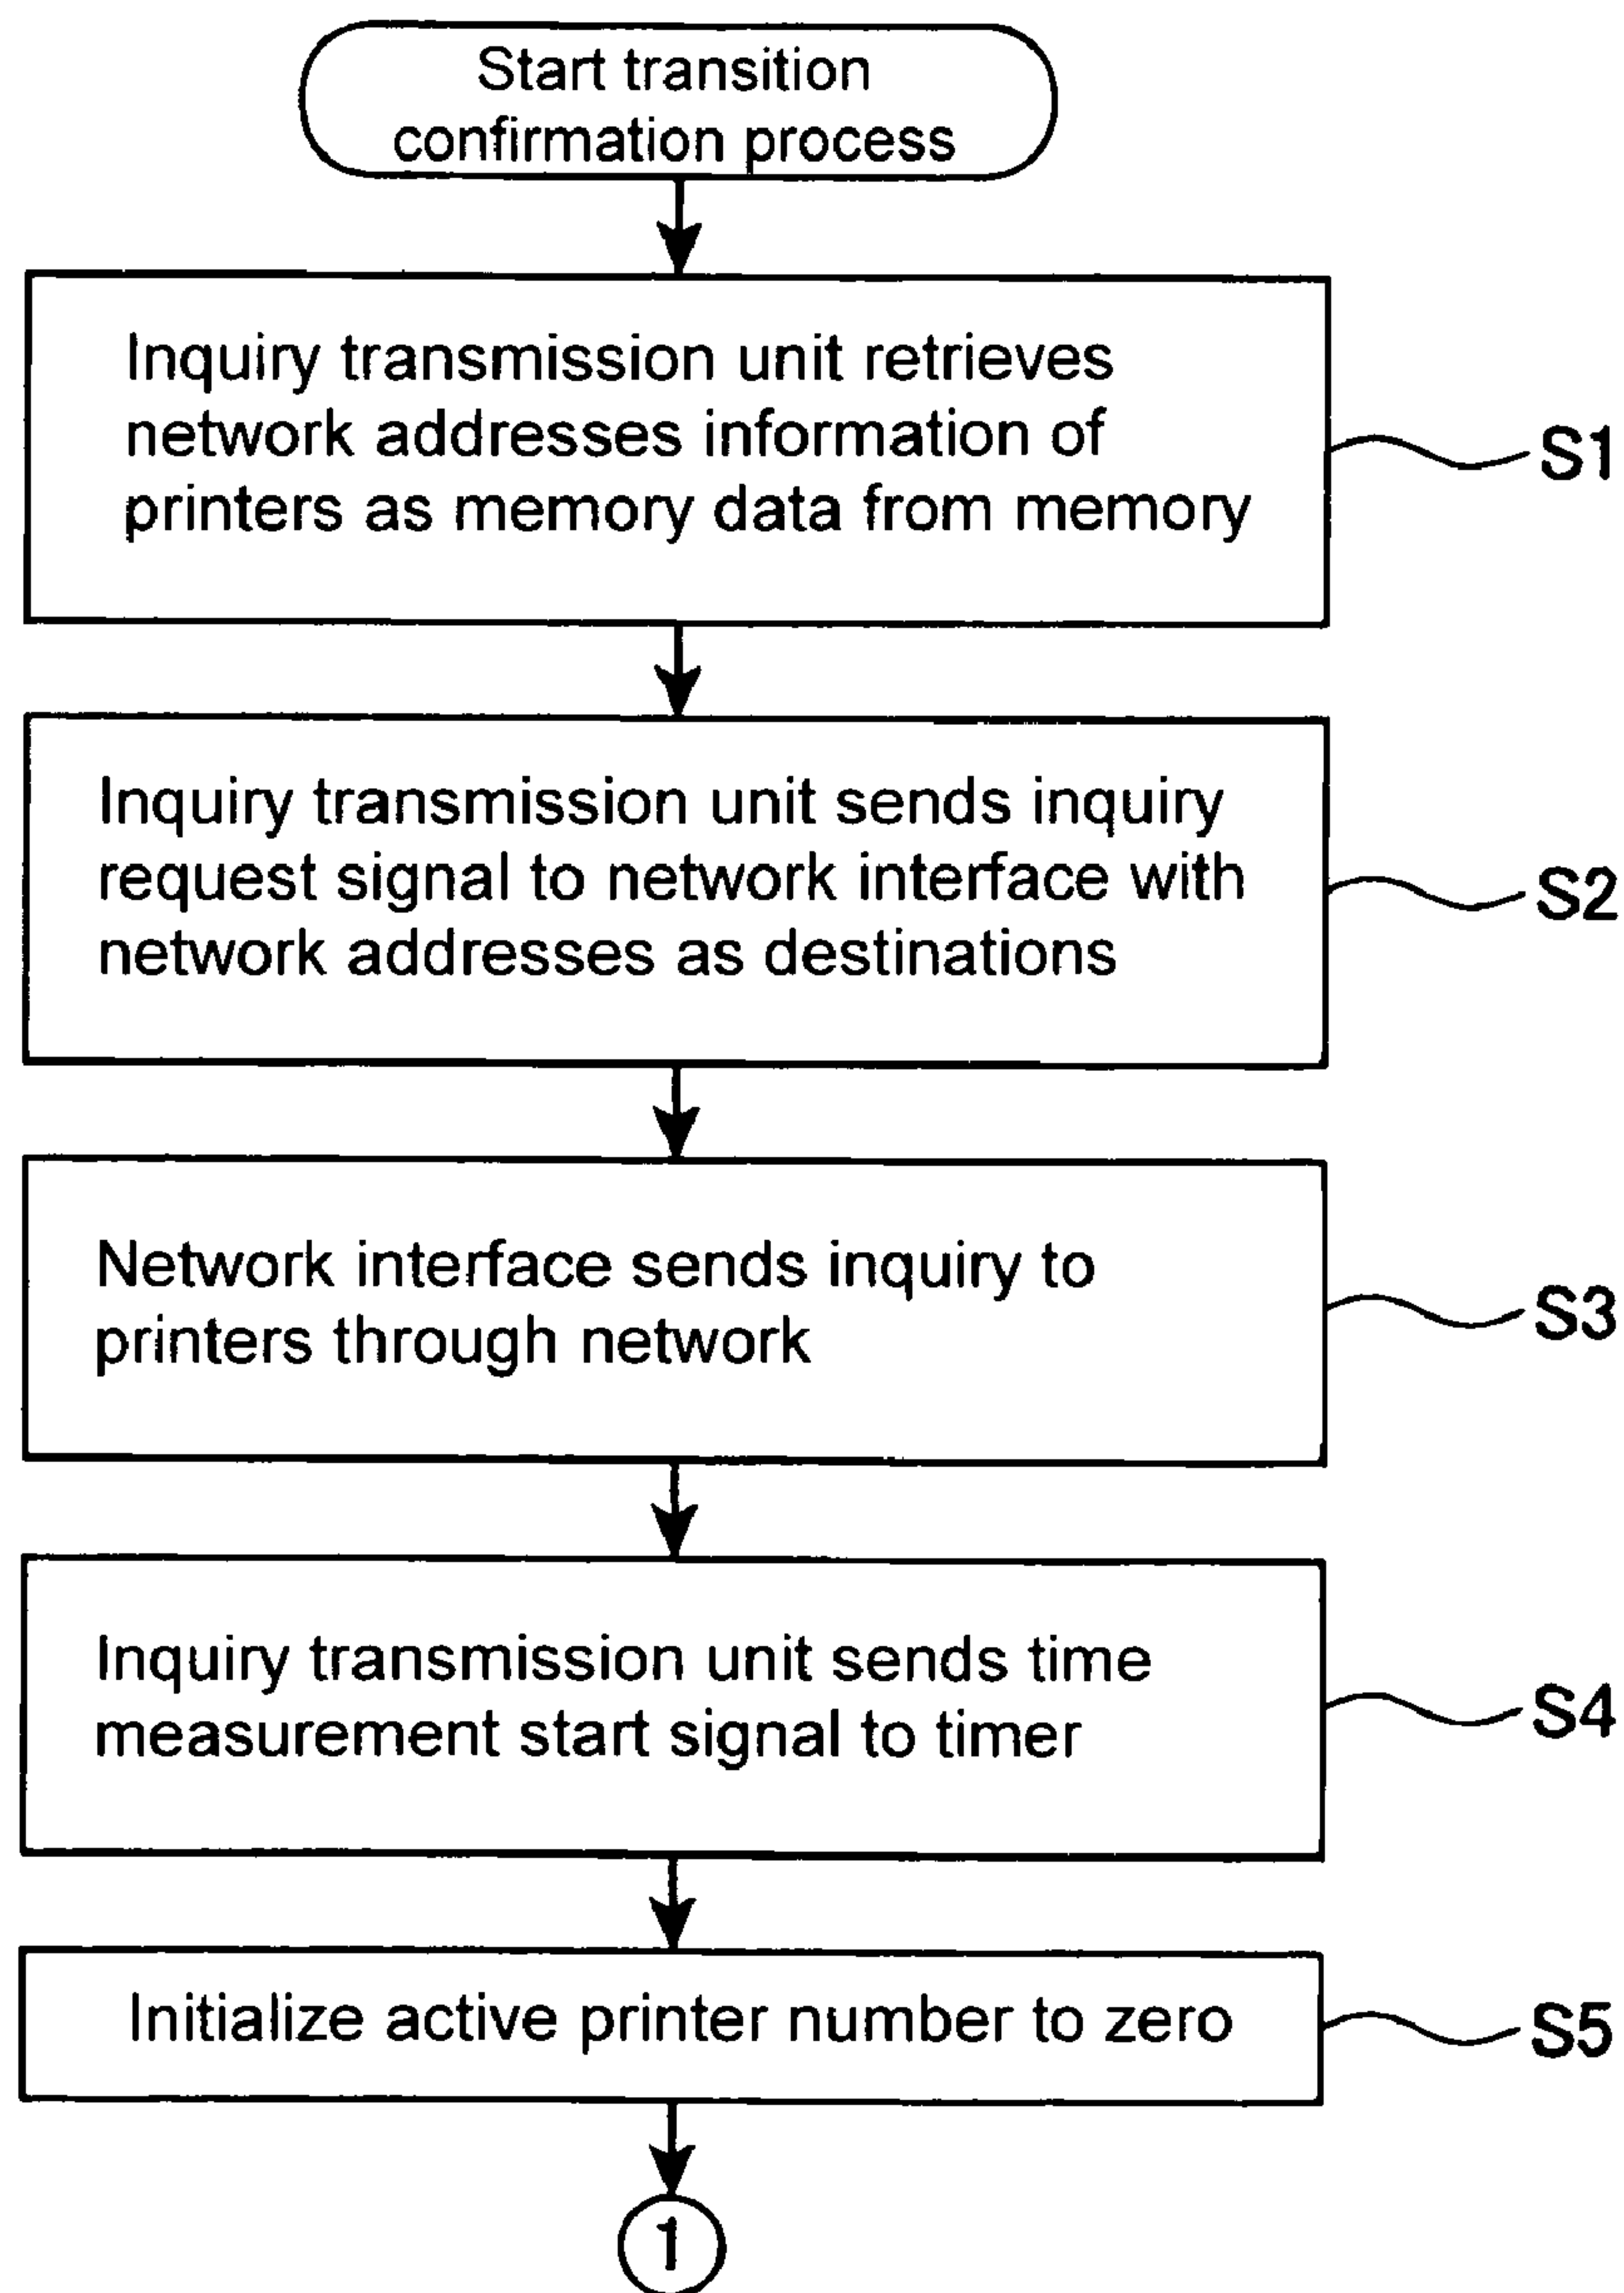 Start transition
confirmation process
Inquiry transmission unit retrieves
network addresses information of
printers as memory data from memory
S1
Inquiry transmission unit sends inquiry
request signal to network interface with
network addresses as destinations
S2
Network interface sends inquiry to
printers through network
S3
Inquiry transmission unit sends time
measurement start signal to timer
S4
Initialize active printer number to zero
S5
1